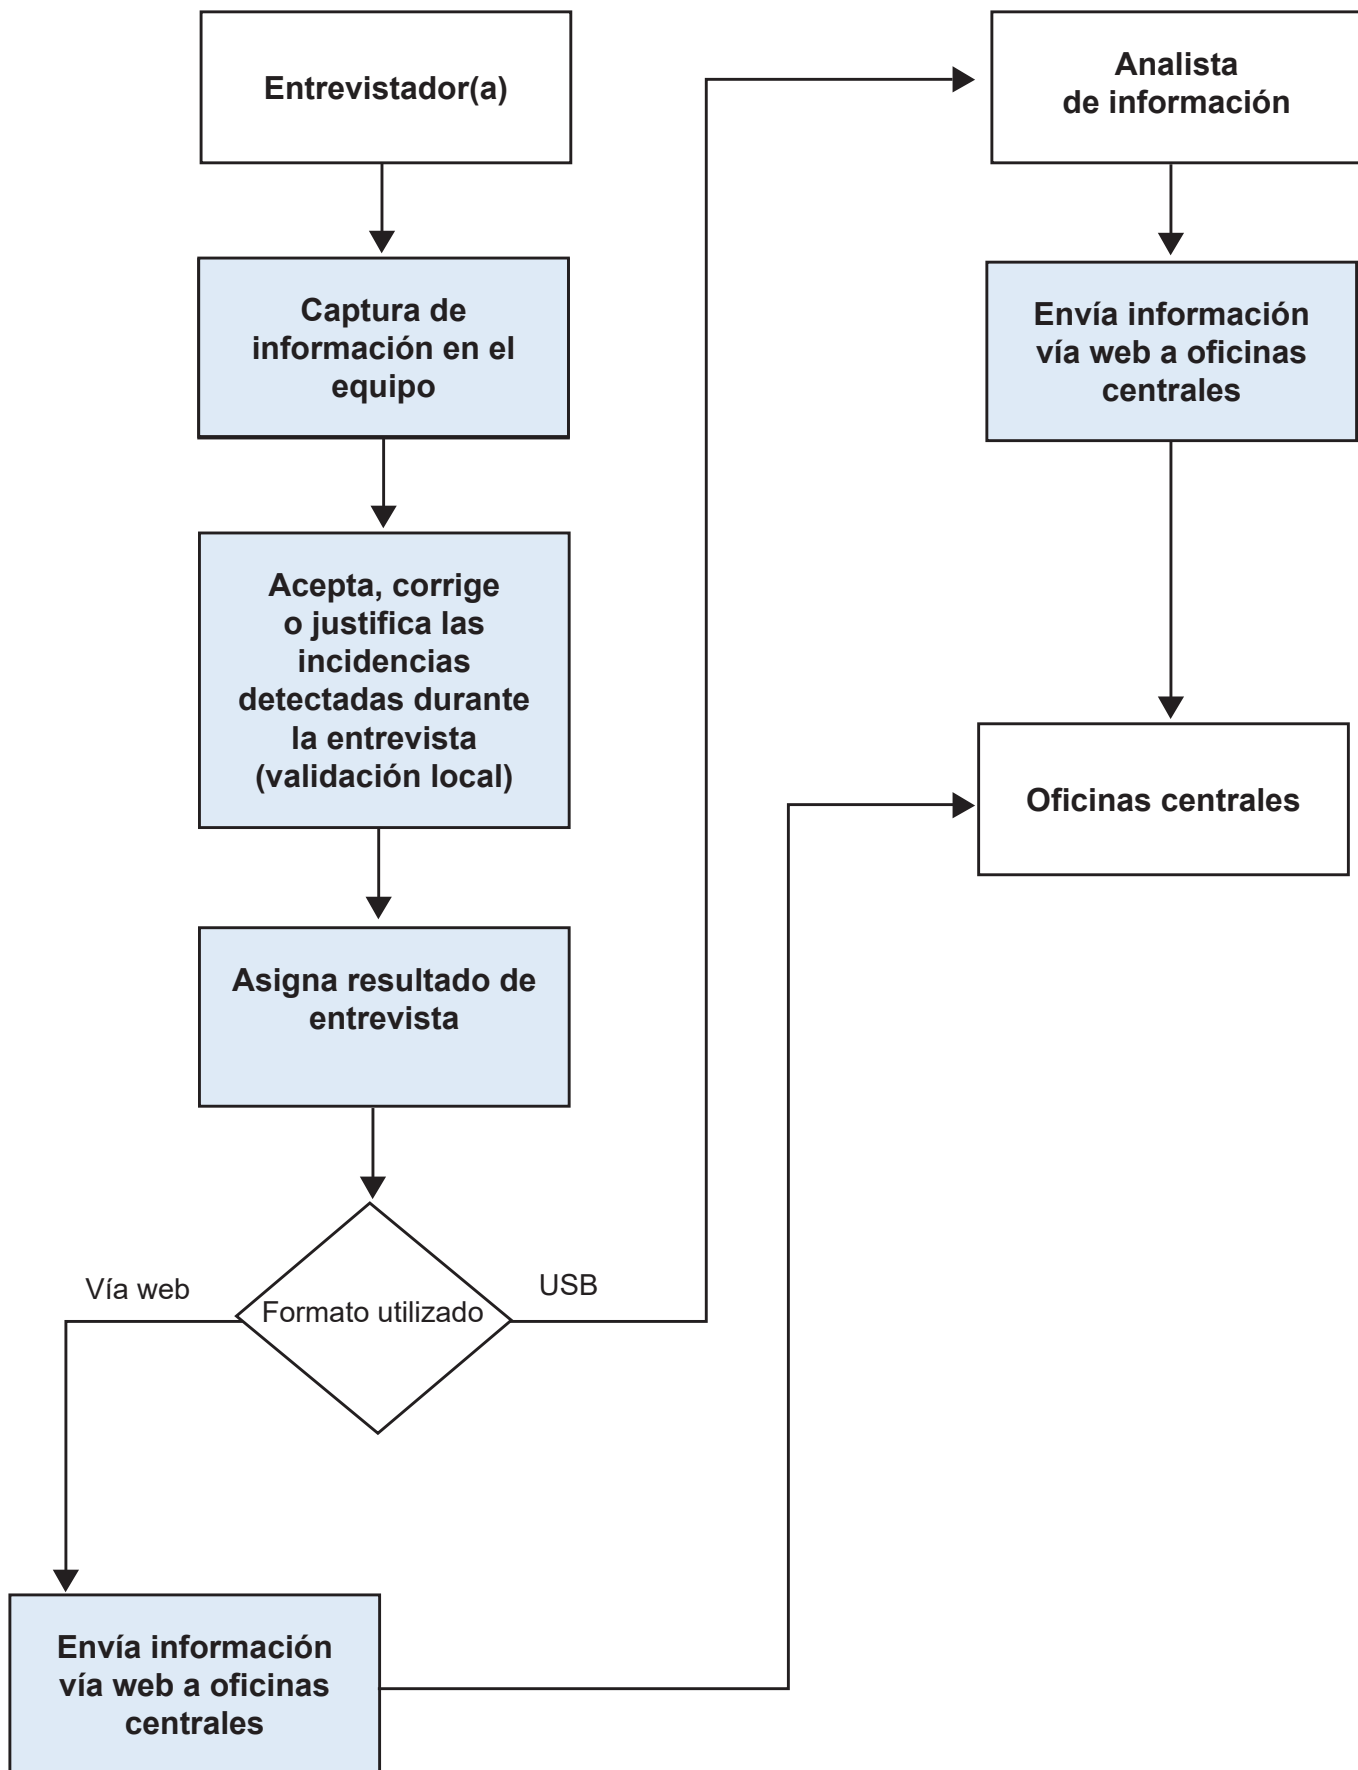 Entrevistador(a)
Captura de
información en el
equipo
Acepta, corrige
o justifica las
incidencias
detectadas durante
la entrevista
(validación local)
Asigna resultado de
entrevista
Formato utilizado
Vía web
USB
Envía información
vía web a oficinas
centrales
Analista
de información
Envía información
vía web a oficinas
centrales
Oficinas centrales